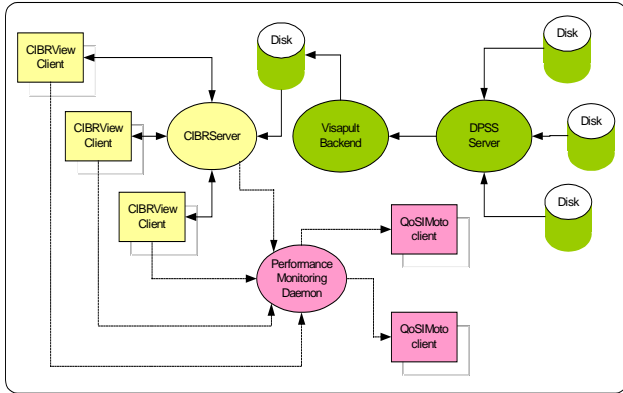 CIBRView
Client
CIBRView
Client
CIBRView
Client
CIBRServer
Disk
Visapult
Backend
DPSS
Server
Disk
Disk
Disk
Performance
Monitoring
Daemon
QoSIMoto
client
QoSIMoto
client